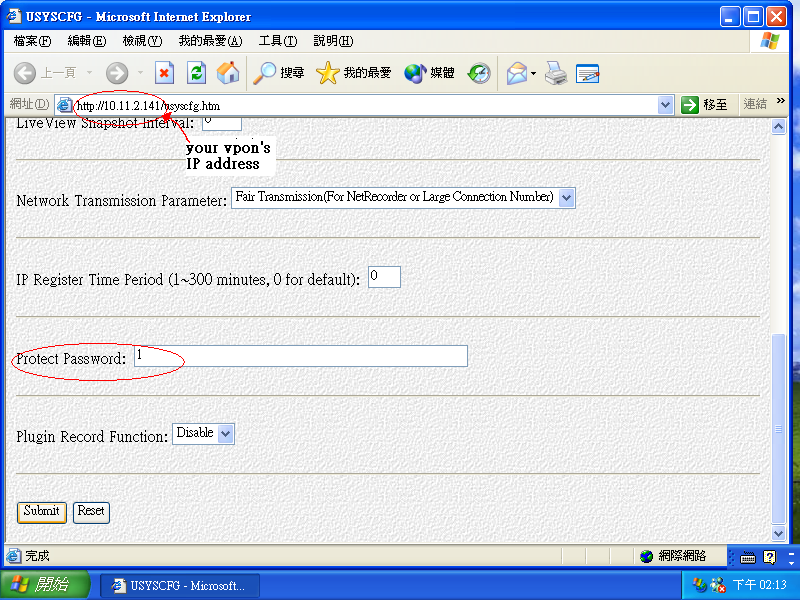 USYSCFG - Microsoft Internet Explorer
檔案(F) 編輯(E) 檢視(V) 我的最愛(A) 工具(T) 說明(H)
上一頁 搜尋 我的最愛 媒體
網址(D) http://10.11.2.141/usyscfg.htm 移至 連結 »
LiveView Snapshot Interval: 0
your vpon's
IP address
Network Transmission Parameter: Fair Transmission(For NetRecorder or Large Connection Number)
IP Register Time Period (1~300 minutes, 0 for default): 0
Protect Password: 1
Plugin Record Function: Disable
Submit Reset
完成 網際網路
開始 USYSCFG - Microsoft... 下午 02:13